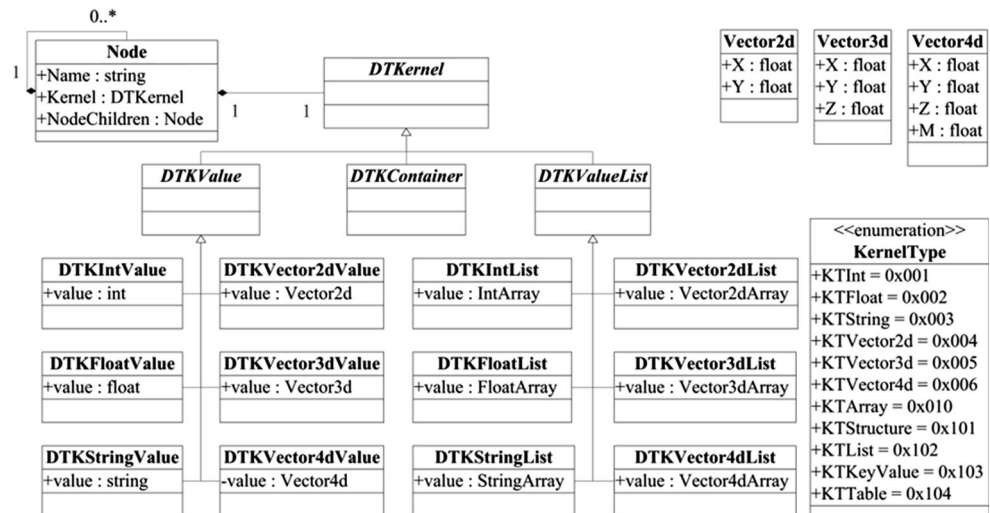 0..*
1
Node
+Name : string
+Kernel : DTKernel
+NodeChildren : Node
1
1
DTKernel
Vector2d
+X : float
+Y : float
Vector3d
+X : float
+Y : float
+Z : float
Vector4d
+X : float
+Y : float
+Z : float
+M : float
DTKValue
DTKContainer
DTKValueList
DTKIntValue
+value : int
DTKVector2dValue
+value : Vector2d
DTKIntList
+value : IntArray
DTKVector2dList
+value : Vector2dArray
DTKFloatValue
+value : float
DTKVector3dValue
+value : Vector3d
DTKFloatList
+value : FloatArray
DTKVector3dList
+value : Vector3dArray
DTKStringValue
+value : string
DTKVector4dValue
-value : Vector4d
DTKStringList
+value : StringArray
DTKVector4dList
+value : Vector4dArray
<<enumeration>>
KernelType
+KTInt = 0x001
+KTFloat = 0x002
+KTString = 0x003
+KTVector2d = 0x004
+KTVector3d = 0x005
+KTVector4d = 0x006
+KTArray = 0x010
+KTStructure = 0x101
+KTList = 0x102
+KTKeyValue = 0x103
+KTTable = 0x104